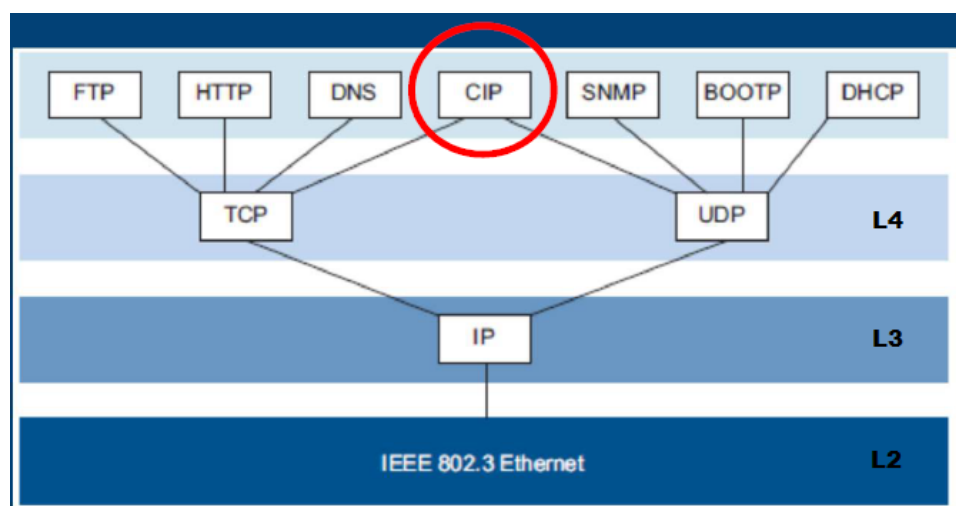 FTP
HTTP
DNS
CIP
SNMP
BOOTP
DHCP
TCP
UDP
L4
IP
L3
IEEE 802.3 Ethernet
L2